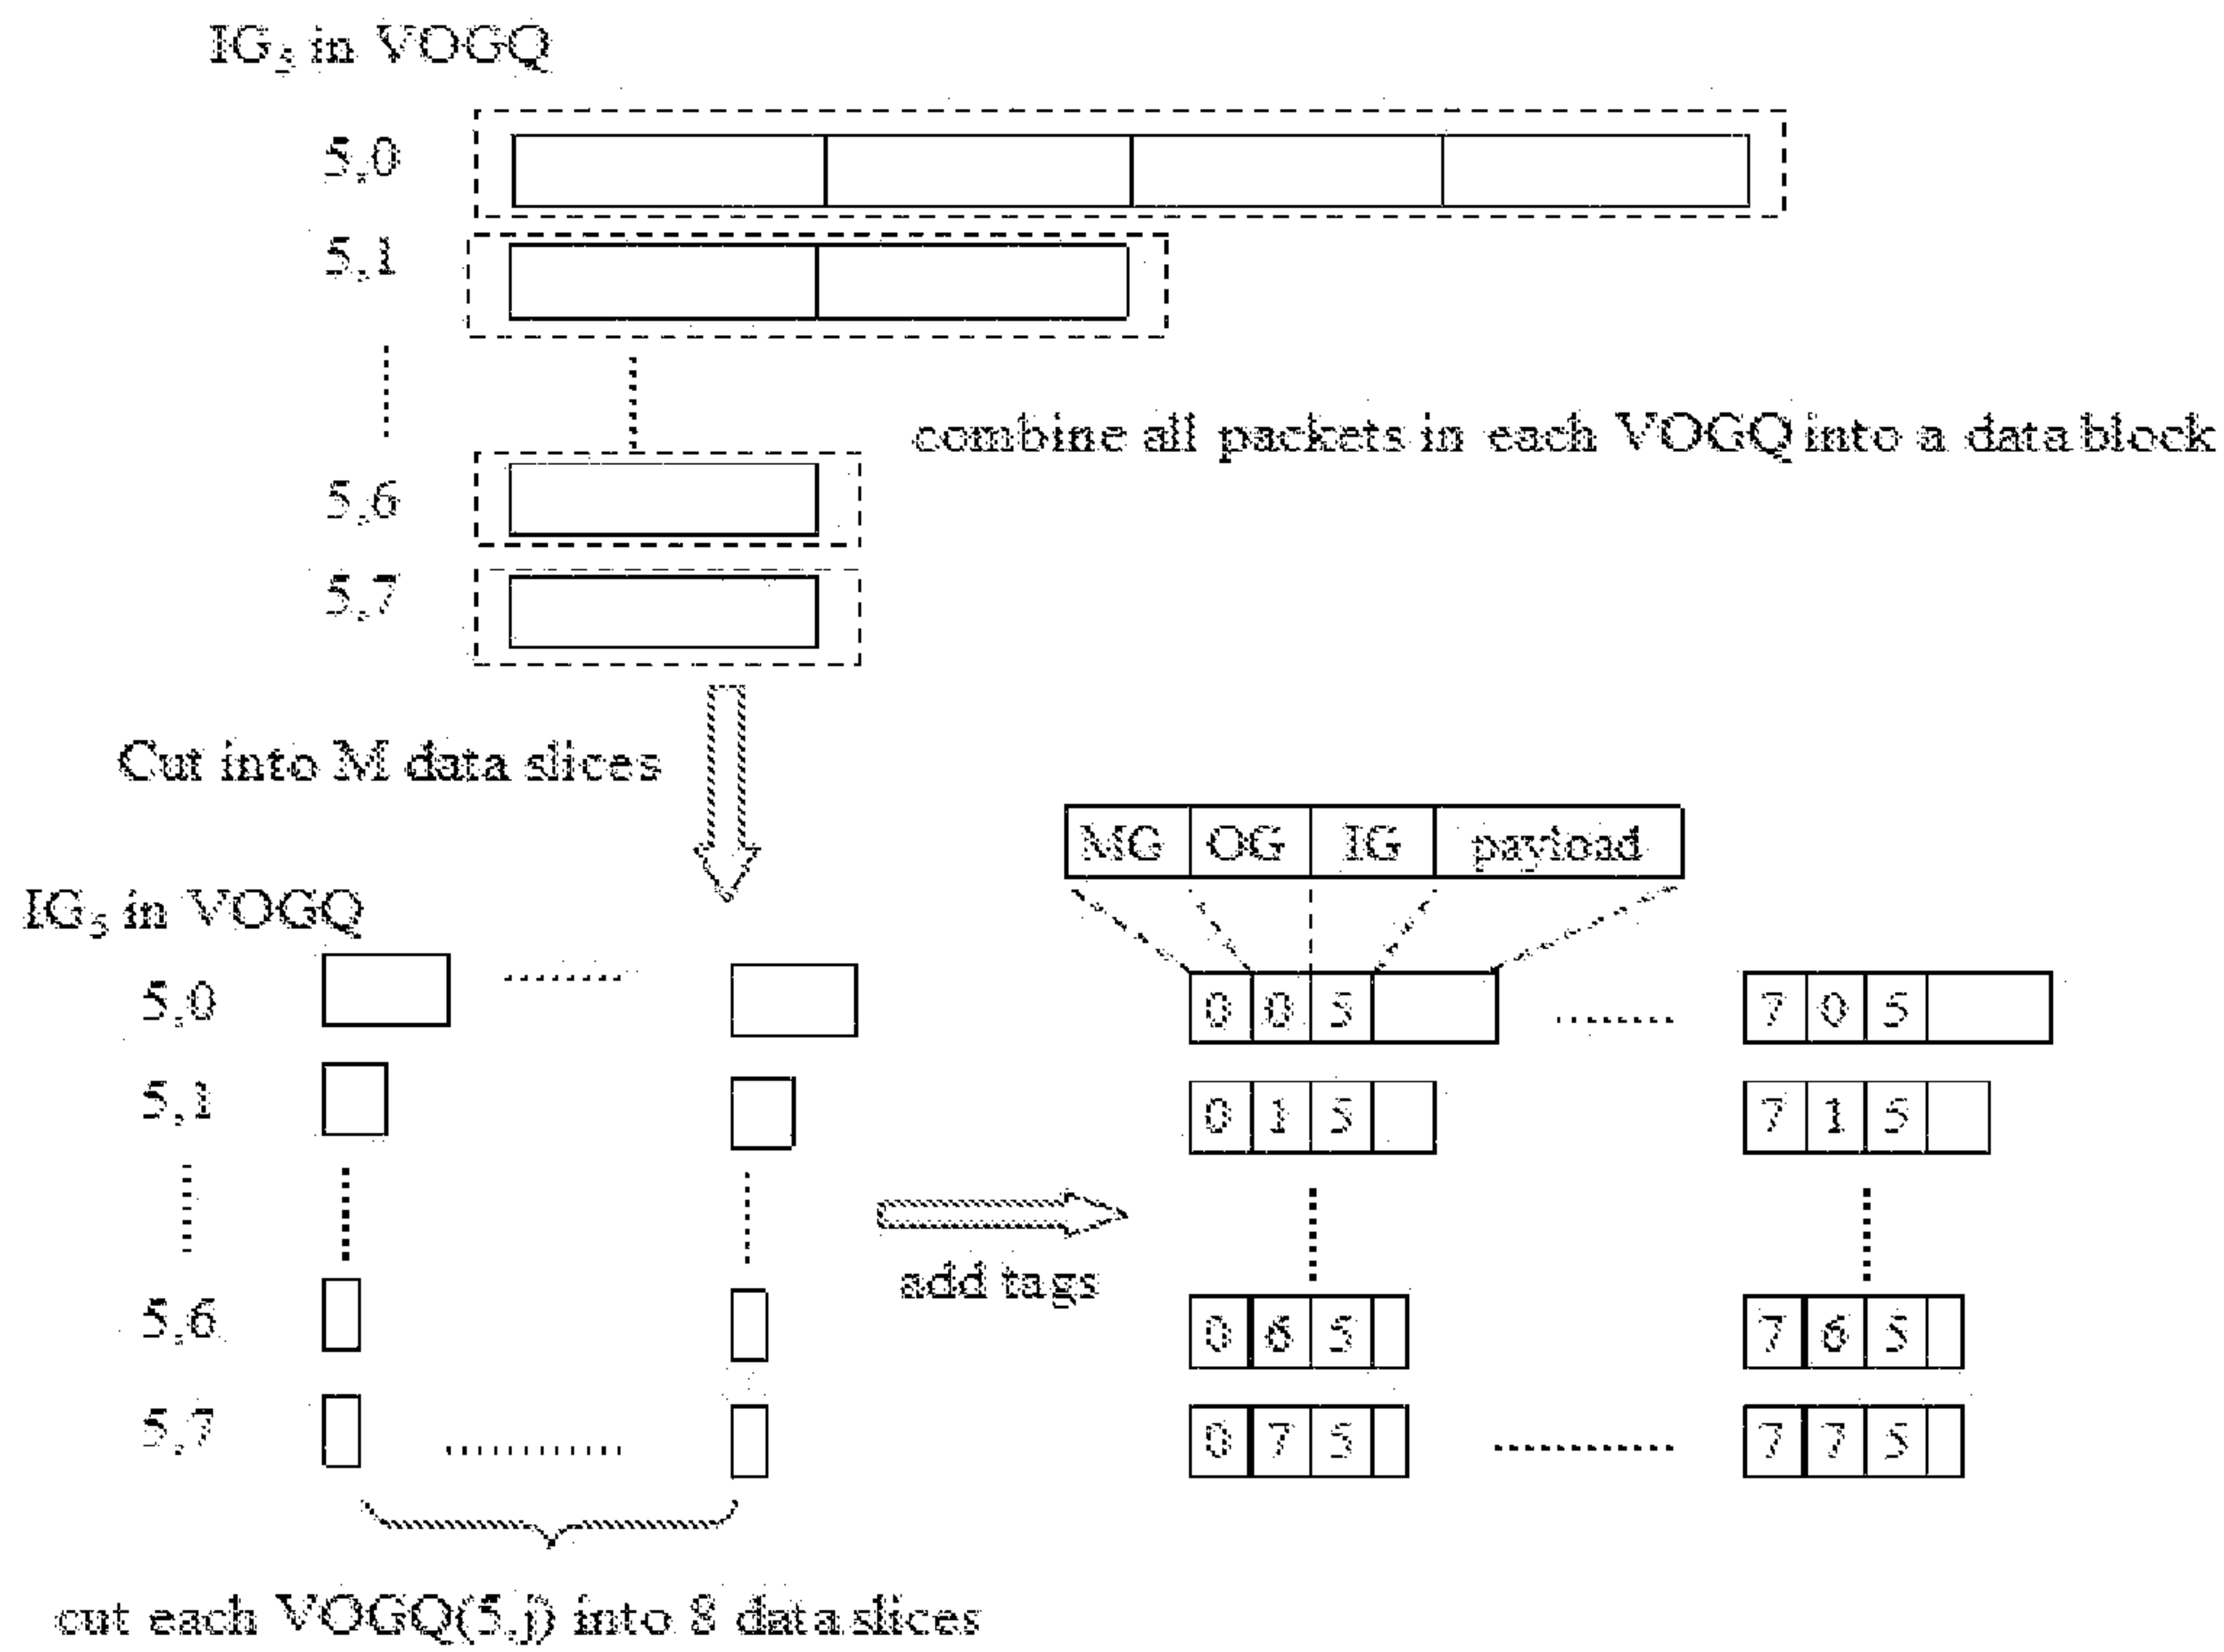 IG5 in VOGQ
5,0
5,1
combine all packets in each VOGQ into a data block
5,6
5,7
Cut into M data slices
MG OG IG payload
IG5 in VOGQ
5,0
0 0 5
7 0 5
5,1
0 1 5
7 1 5
add tags
5,6
0 6 5
7 6 5
5,7
0 7 5
7 7 5
cut each VOGQ(5,j) into 8 data slices